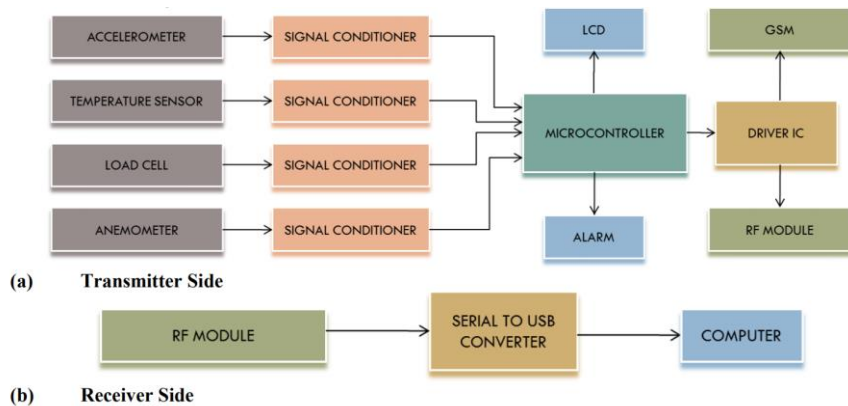 ACCELEROMETER
SIGNAL CONDITIONER
LCD
GSM
TEMPERATURE SENSOR
SIGNAL CONDITIONER
MICROCONTROLLER
DRIVER IC
LOAD CELL
SIGNAL CONDITIONER
ANEMOMETER
SIGNAL CONDITIONER
ALARM
RF MODULE
(a) Transmitter Side
RF MODULE
SERIAL TO USB
CONVERTER
COMPUTER
(b) Receiver Side